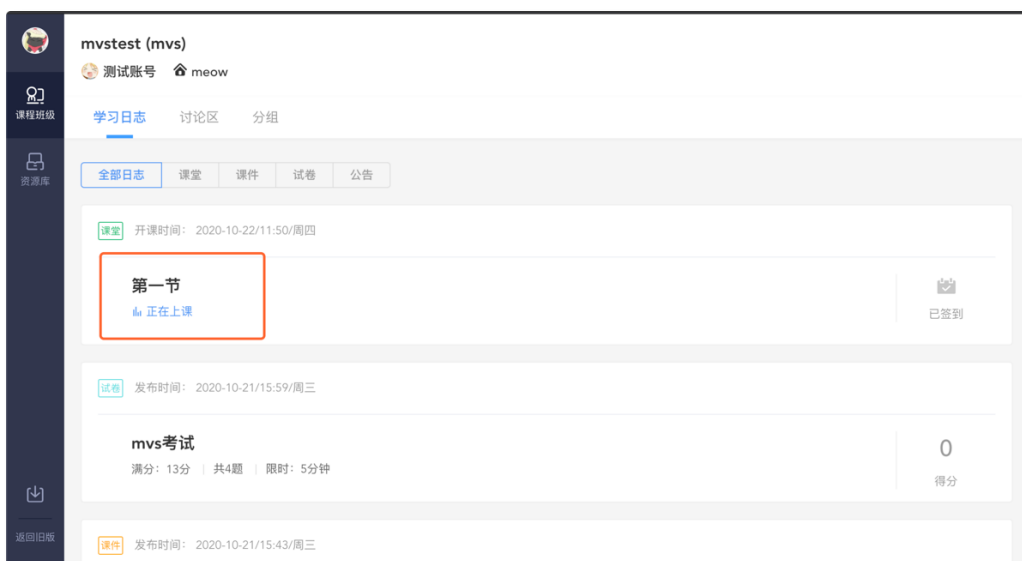 mvstest (mvs)
测试账号 meow
课程班级
学习日志 讨论区 分组
资源库
全部日志 课堂 课件 试卷 公告
课堂 开课时间： 2020-10-22/11:50/周四
第一节
正在上课
已签到
试卷 发布时间： 2020-10-21/15:59/周三
mvs考试
满分：13分 共4题 限时：5分钟
0
得分
返回旧版
课件 发布时间： 2020-10-21/15:43/周三